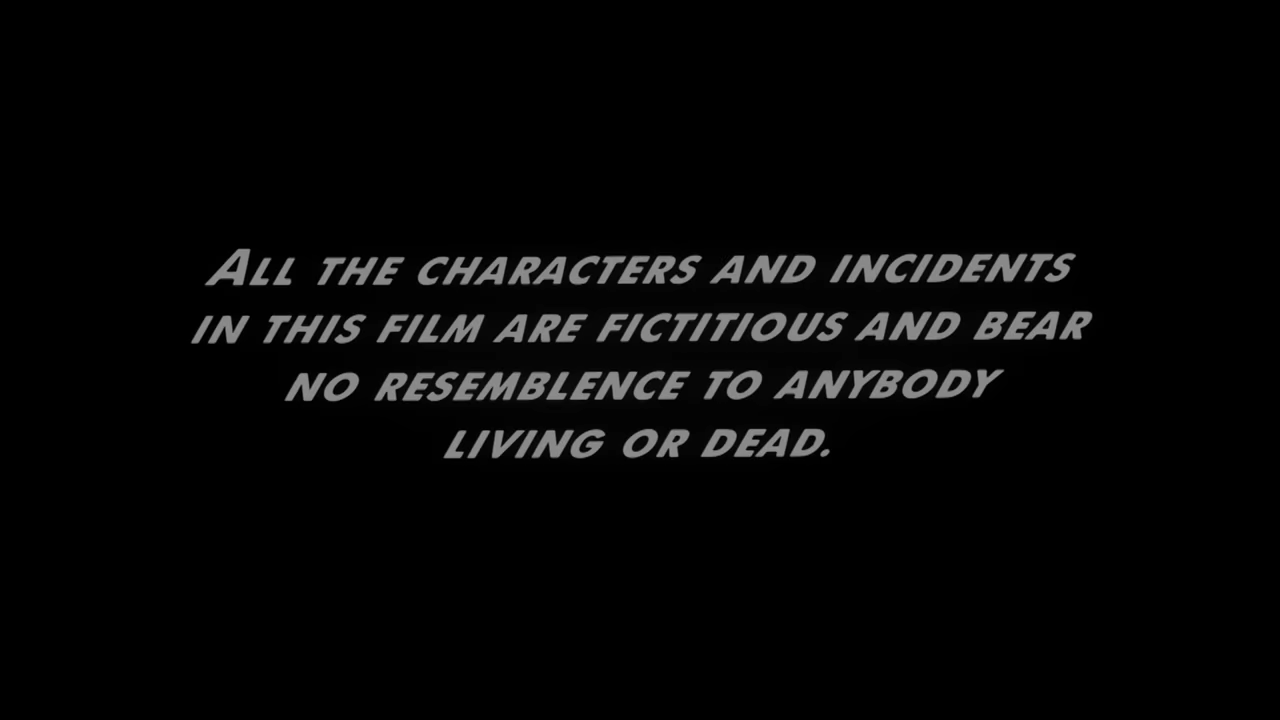 All the characters and incidents
in this film are fictitious and bear
no resemblence to anybody
living or dead.